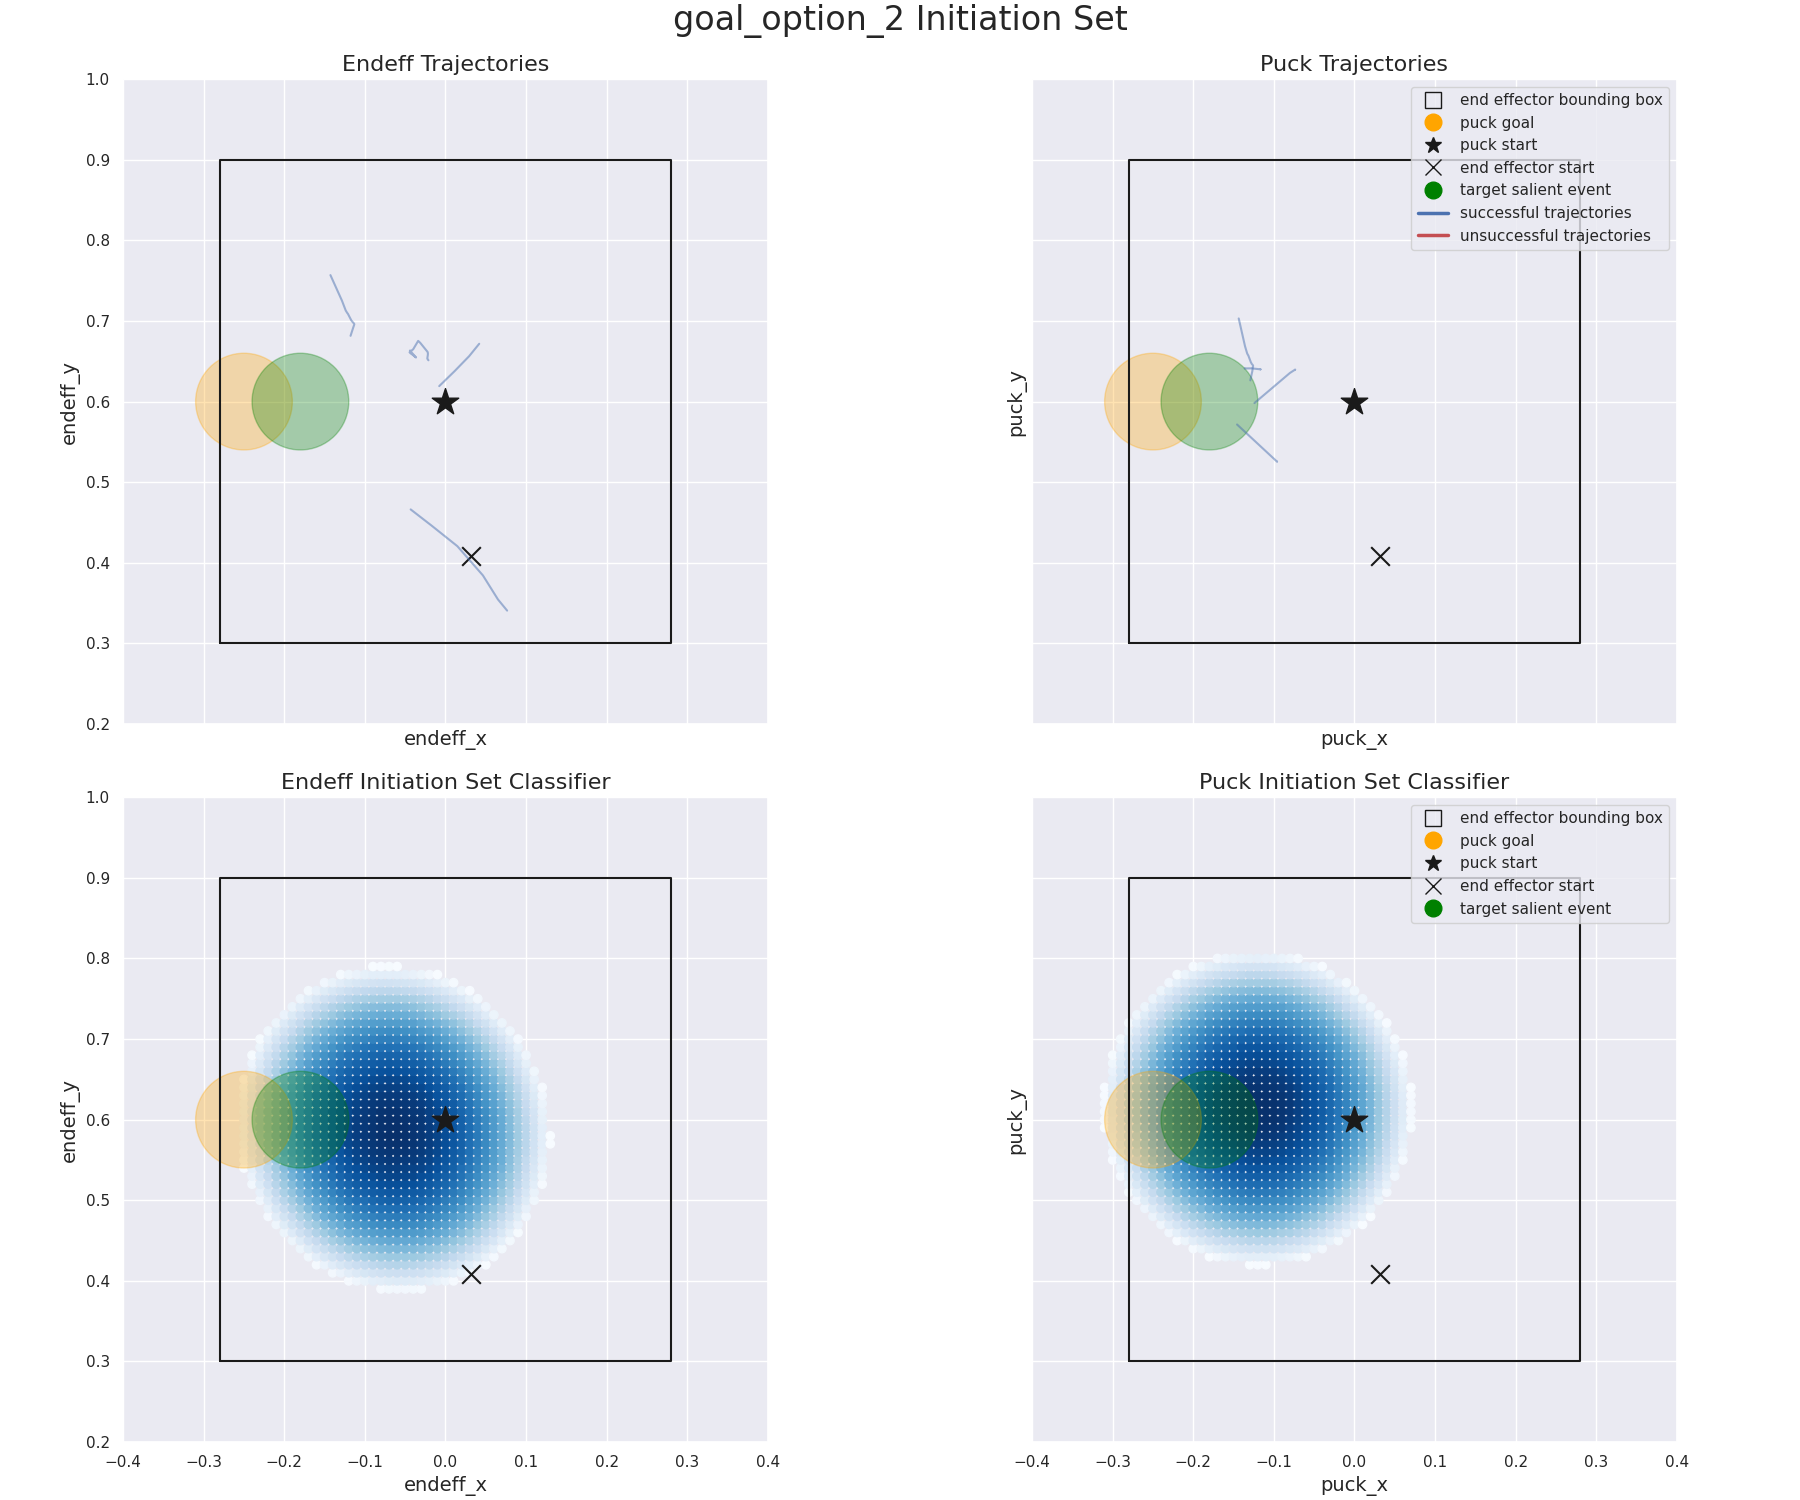 goal_option_2 Initiation Set
Endeff Trajectories
1.0
0.9
0.8
0.7
0.6
0.5
0.4
0.3
0.2
endeff_y
endeff_x
Puck Trajectories
end effector bounding box
puck goal
puck start
end effector start
target salient event
successful trajectories
unsuccessful trajectories
puck_y
puck_x
Endeff Initiation Set Classifier
1.0
0.9
0.8
0.7
0.6
0.5
0.4
0.3
0.2
endeff_y
−0.4 −0.3 −0.2 −0.1 0.0 0.1 0.2 0.3 0.4
endeff_x
Puck Initiation Set Classifier
end effector bounding box
puck goal
puck start
end effector start
target salient event
puck_y
−0.4 −0.3 −0.2 −0.1 0.0 0.1 0.2 0.3 0.4
puck_x